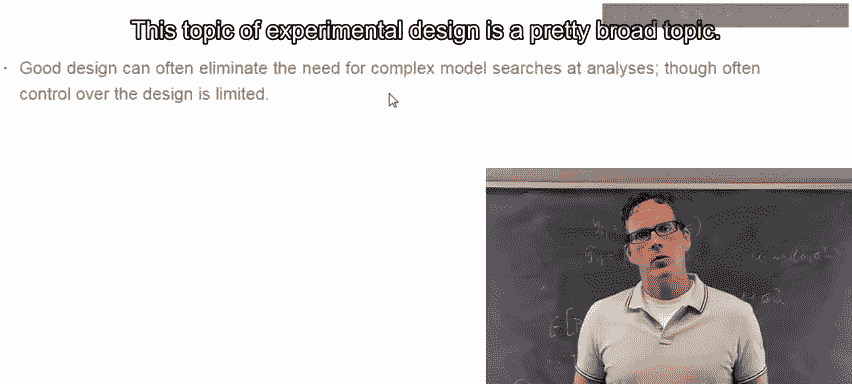 This topic of experimental design is a pretty broad topic.
· Good design can often eliminate the need for complex model searches at analyses; though often
control over the design is limited.